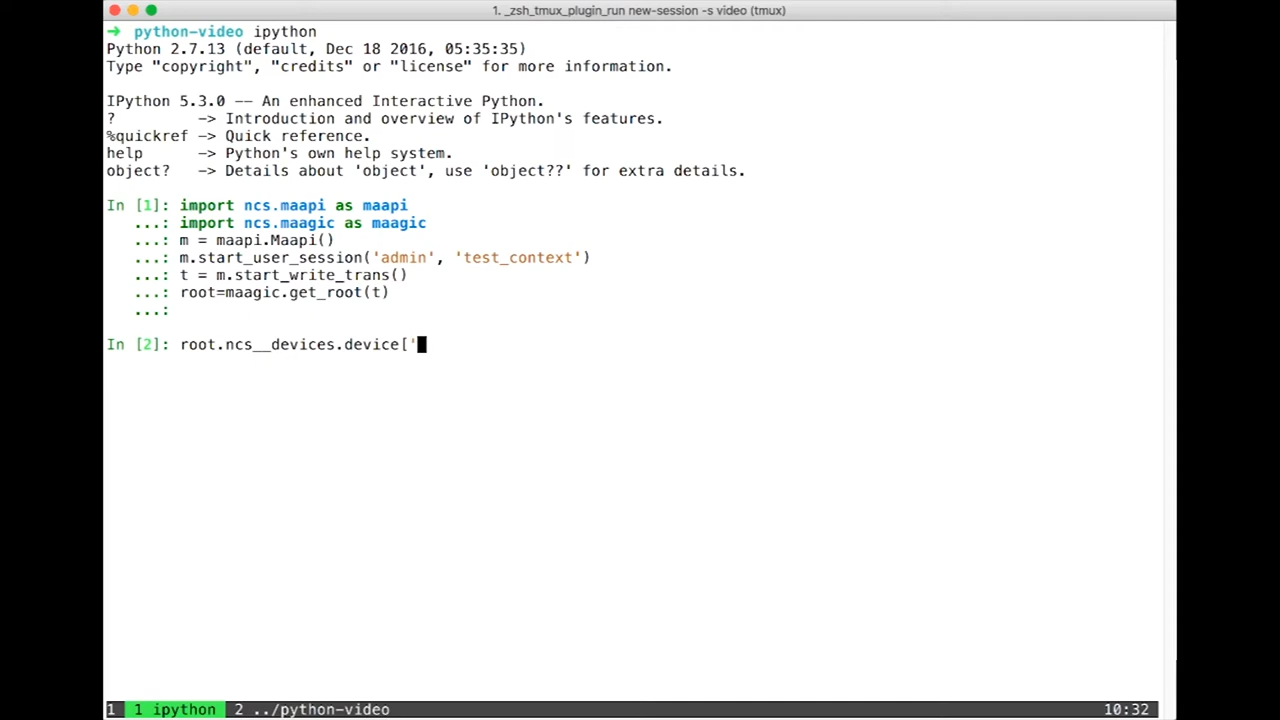 1. _zsh_tmux_plugin_run new-session -s video (tmux)
➜  python-video ipython
Python 2.7.13 (default, Dec 18 2016, 05:35:35)
Type "copyright", "credits" or "license" for more information.
IPython 5.3.0 -- An enhanced Interactive Python.
?         -> Introduction and overview of IPython's features.
%quickref -> Quick reference.
help      -> Python's own help system.
object?   -> Details about 'object', use 'object??' for extra details.
In [1]: import ncs.maapi as maapi
   ...: import ncs.maagic as maagic
   ...: m = maapi.Maapi()
   ...: m.start_user_session('admin', 'test_context')
   ...: t = m.start_write_trans()
   ...: root=maagic.get_root(t)
   ...:
In [2]: root.ncs__devices.device['
1  1 ipython  2 ../python-video 10:32